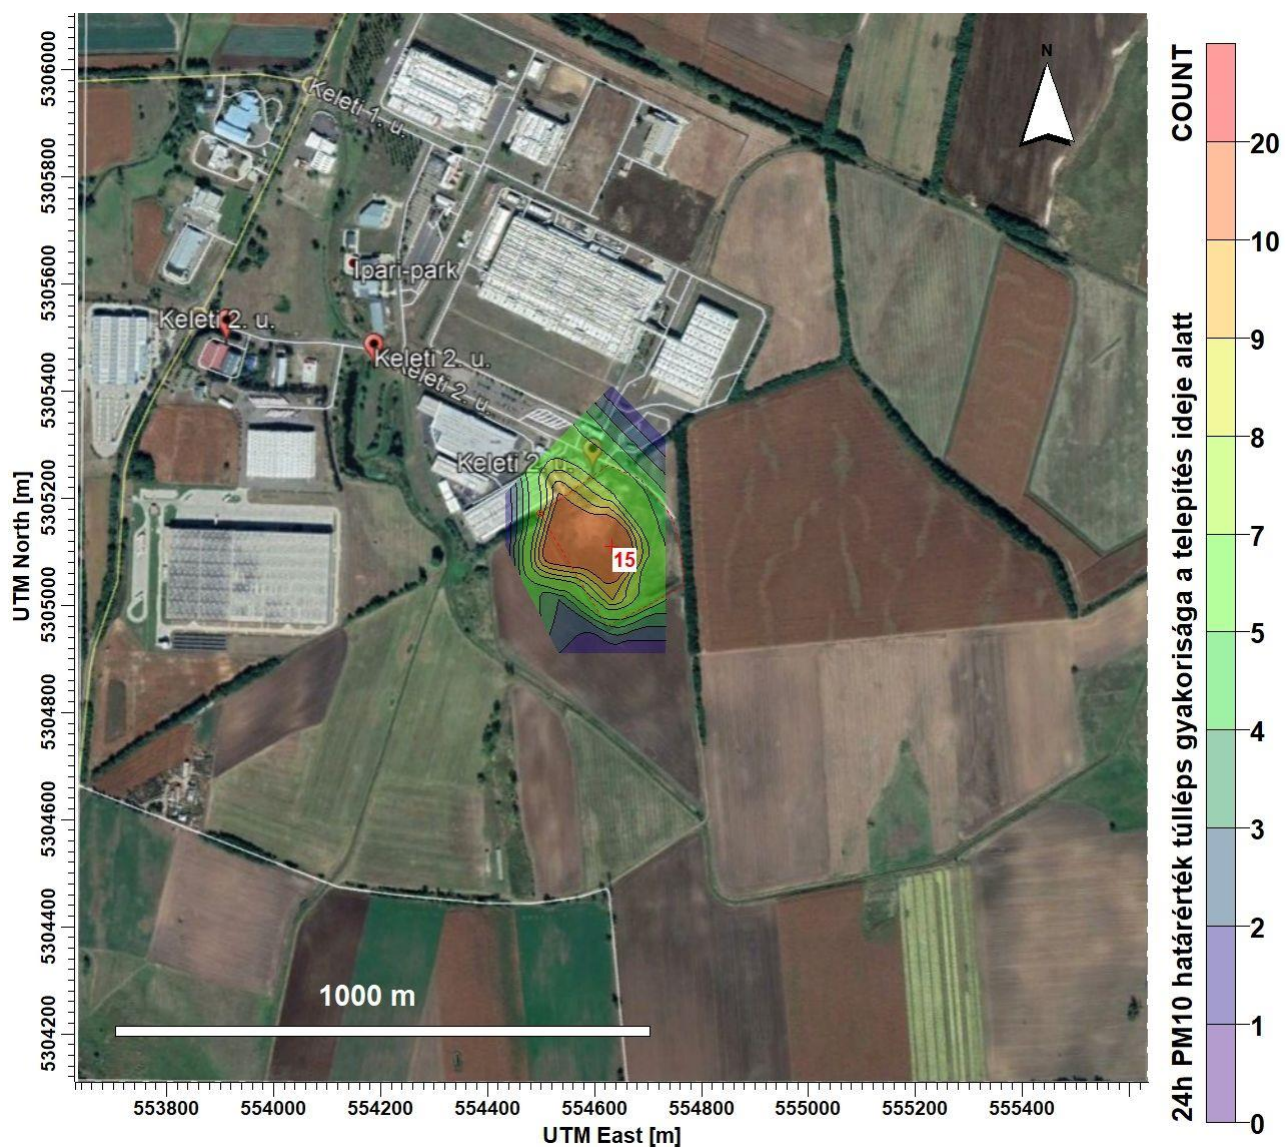 N
Keleti 1. u.
Ipari-park
Keleti 2. u.
Keleti 2. u.
Keleti 2. u.
Keleti 2. u.
15
1000 m
5306000
5305800
5305600
5305400
5305200
5305000
5304800
5304600
5304400
5304200
UTM North [m]
553800 554000 554200 554400 554600 554800 555000 555200 555400
UTM East [m]
COUNT
24h PM10 határérték túlléps gyakorisága a telepítés ideje alatt
20
10
9
8
7
5
4
3
2
1
0